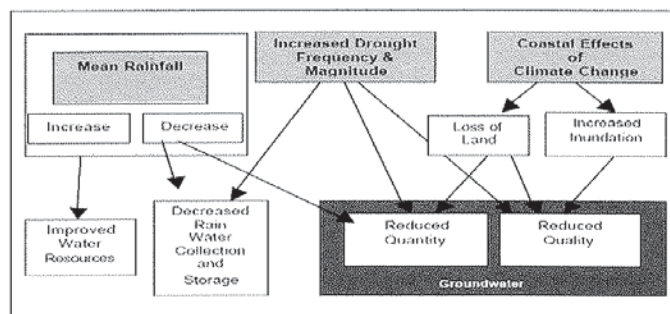 Mean Rainfall
Increase
Decrease
Increased Drought
Frequency &
Magnitude
Coastal Effects
of
Climate Change
Loss of
Land
Increased
Inundation
Improved
Water
Resources
Decreased
Rain
Water
Collection
and
Storage
Reduced
Quantity
Reduced
Quality
Groundwater